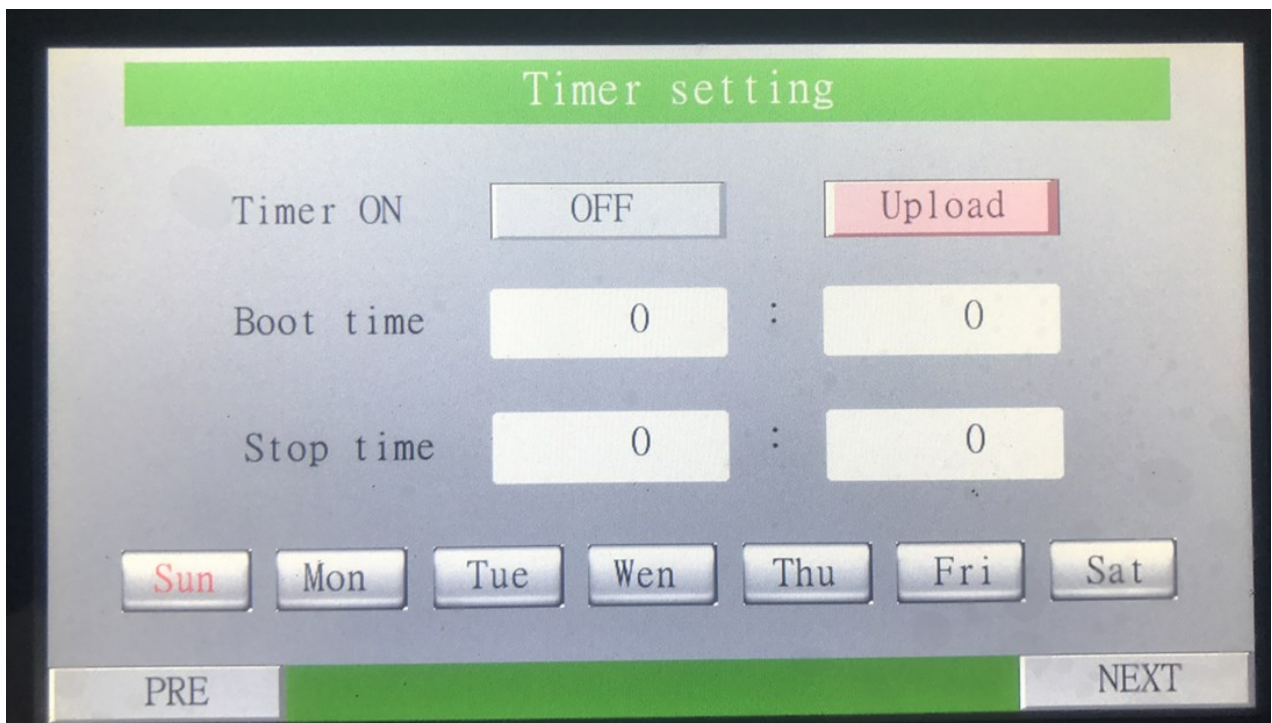 Timer setting
Timer ON OFF Upload
Boot time 0 : 0
Stop time 0 : 0
Sun Mon Tue Wen Thu Fri Sat
PRE NEXT